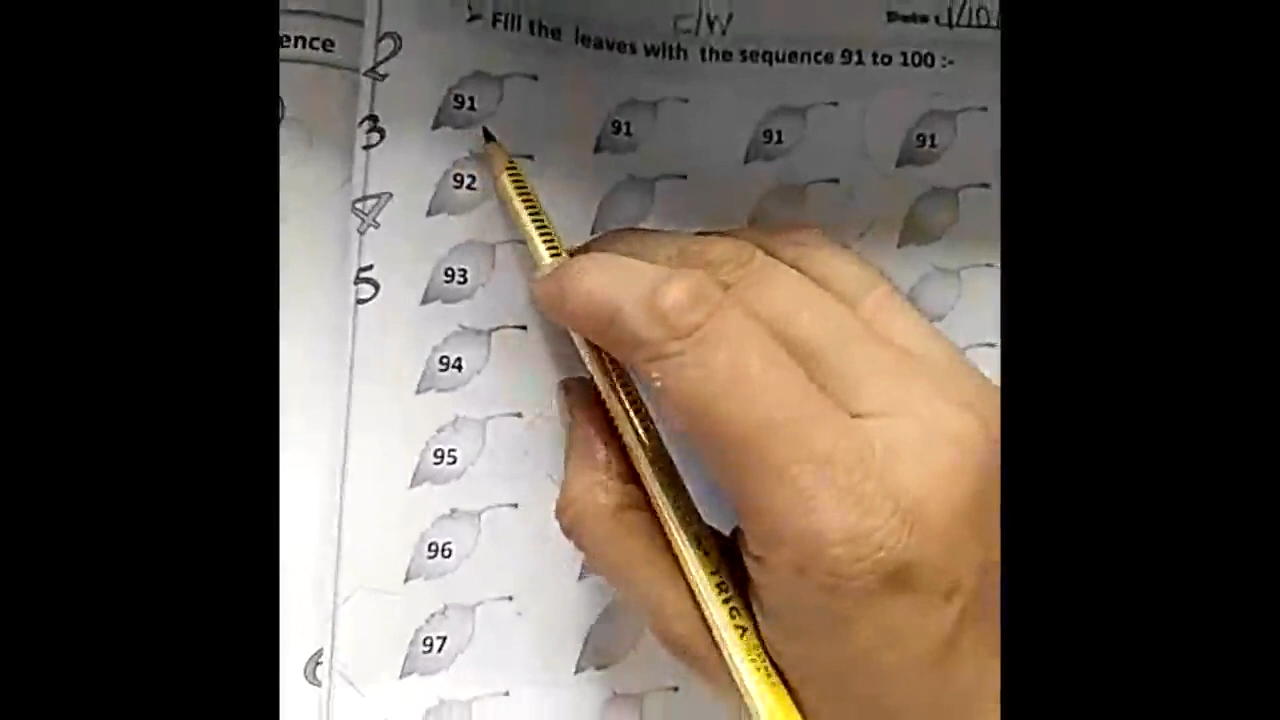 C/W
Date :
ence
Fill the leaves with the sequence 91 to 100 :-
2
3
4
5
91 91 91 91
92
93
94
95
96
97
TRIGA